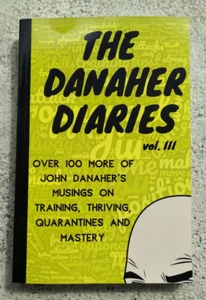 THE
DANAHER
DIARIES
vol. III
OVER 100 MORE OF
JOHN DANAHER'S
MUSINGS ON
TRAINING, THRIVING,
QUARANTINES AND
MASTERY